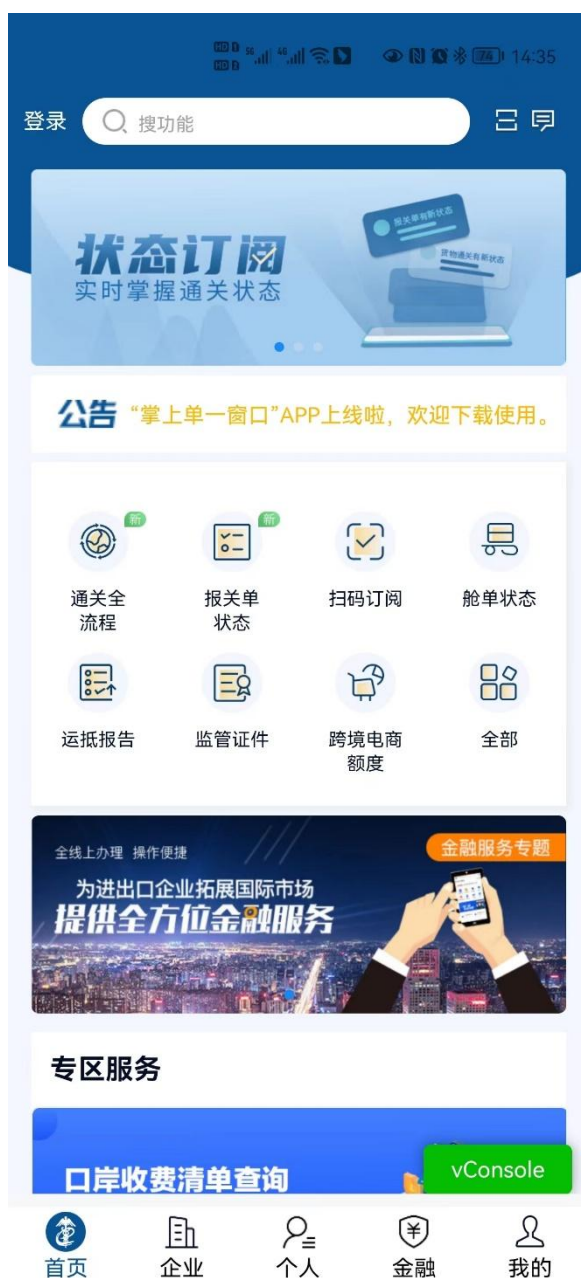 HD D 5G 4G N 76 14:35
HD D
登录 搜功能
报关单有新状态
货物通关有新状态
状态订阅
实时掌握通关状态
公告 “掌上单一窗口”APP上线啦，欢迎下载使用。
新 新
通关全流程 报关单状态 扫码订阅 舱单状态
运抵报告 监管证件 跨境电商额度 全部
全线上办理 操作便捷 金融服务专题
为进出口企业拓展国际市场
提供全方位金融服务
专区服务
口岸收费清单查询
vConsole
首页 企业 个人 金融 我的